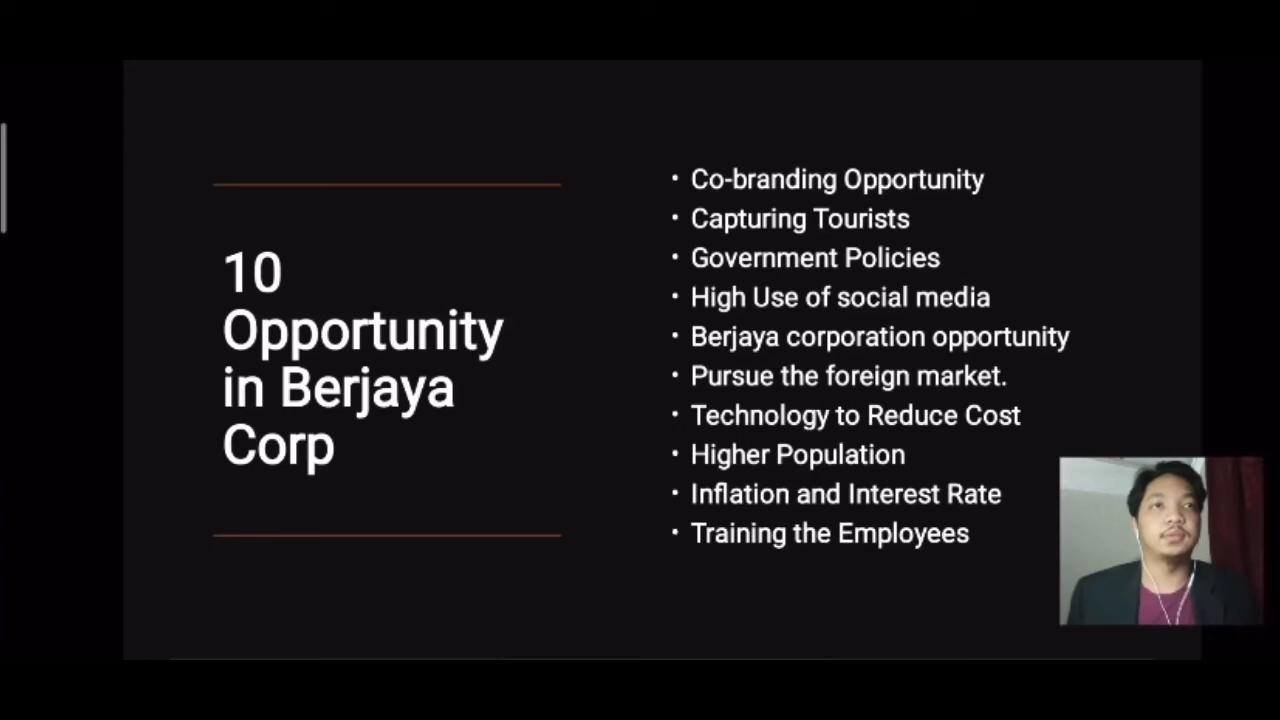 10
Opportunity
in Berjaya
Corp
• Co-branding Opportunity
• Capturing Tourists
• Government Policies
• High Use of social media
• Berjaya corporation opportunity
• Pursue the foreign market.
• Technology to Reduce Cost
• Higher Population
• Inflation and Interest Rate
• Training the Employees